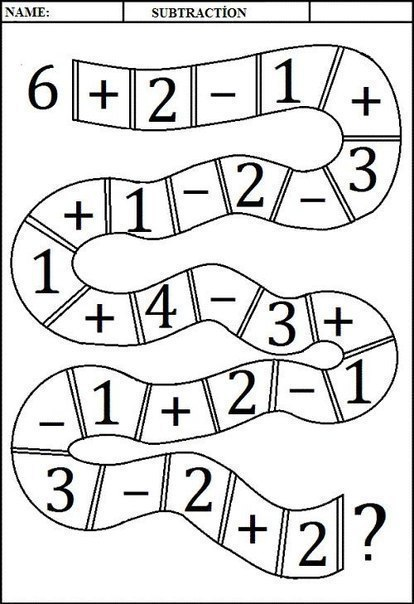 NAME: SUBTRACTİON
6 + 2 − 1 +
3
− 2 − 1 +
1
+ 4 − 3 +
1
− 2 + 1 −
3 − 2 + 2 ?